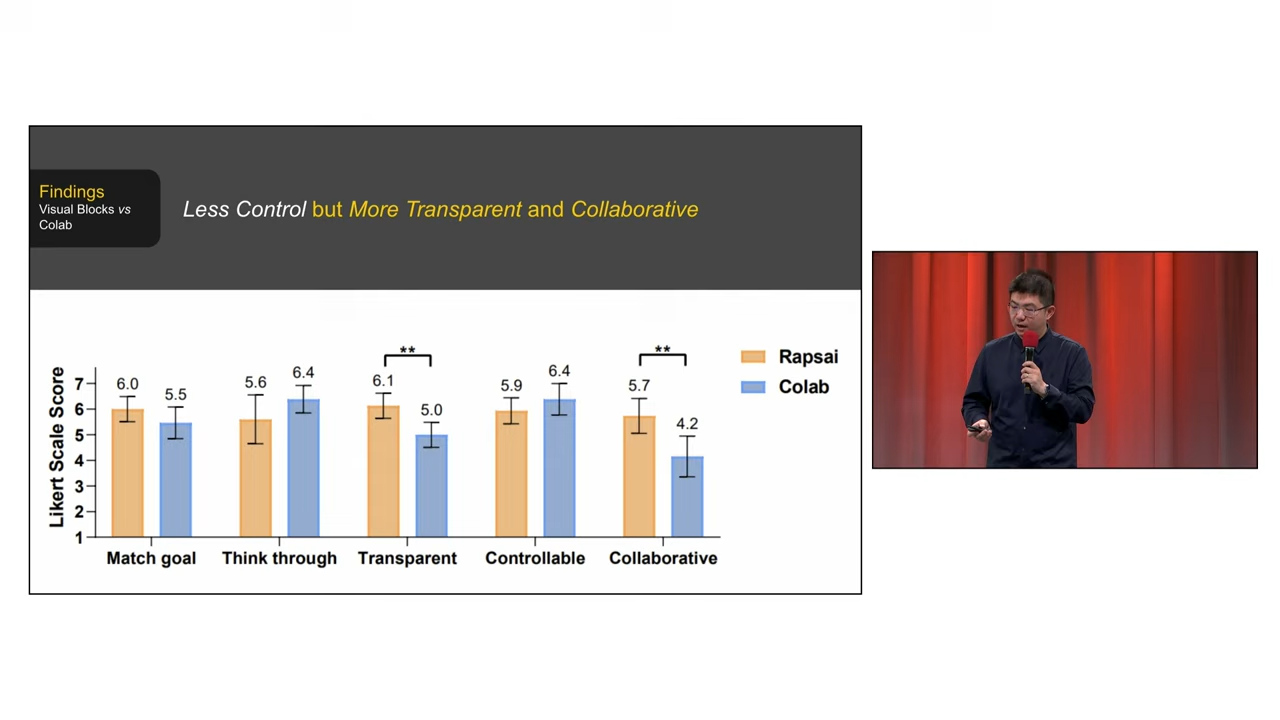 Findings
Visual Blocks vs
Colab
Less Control but More Transparent and Collaborative
Likert Scale Score
7
6
5
4
3
2
1
6.0
5.5
5.6
6.4
**
6.1
5.0
5.9
6.4
**
5.7
4.2
Match goal
Think through
Transparent
Controllable
Collaborative
Rapsai
Colab